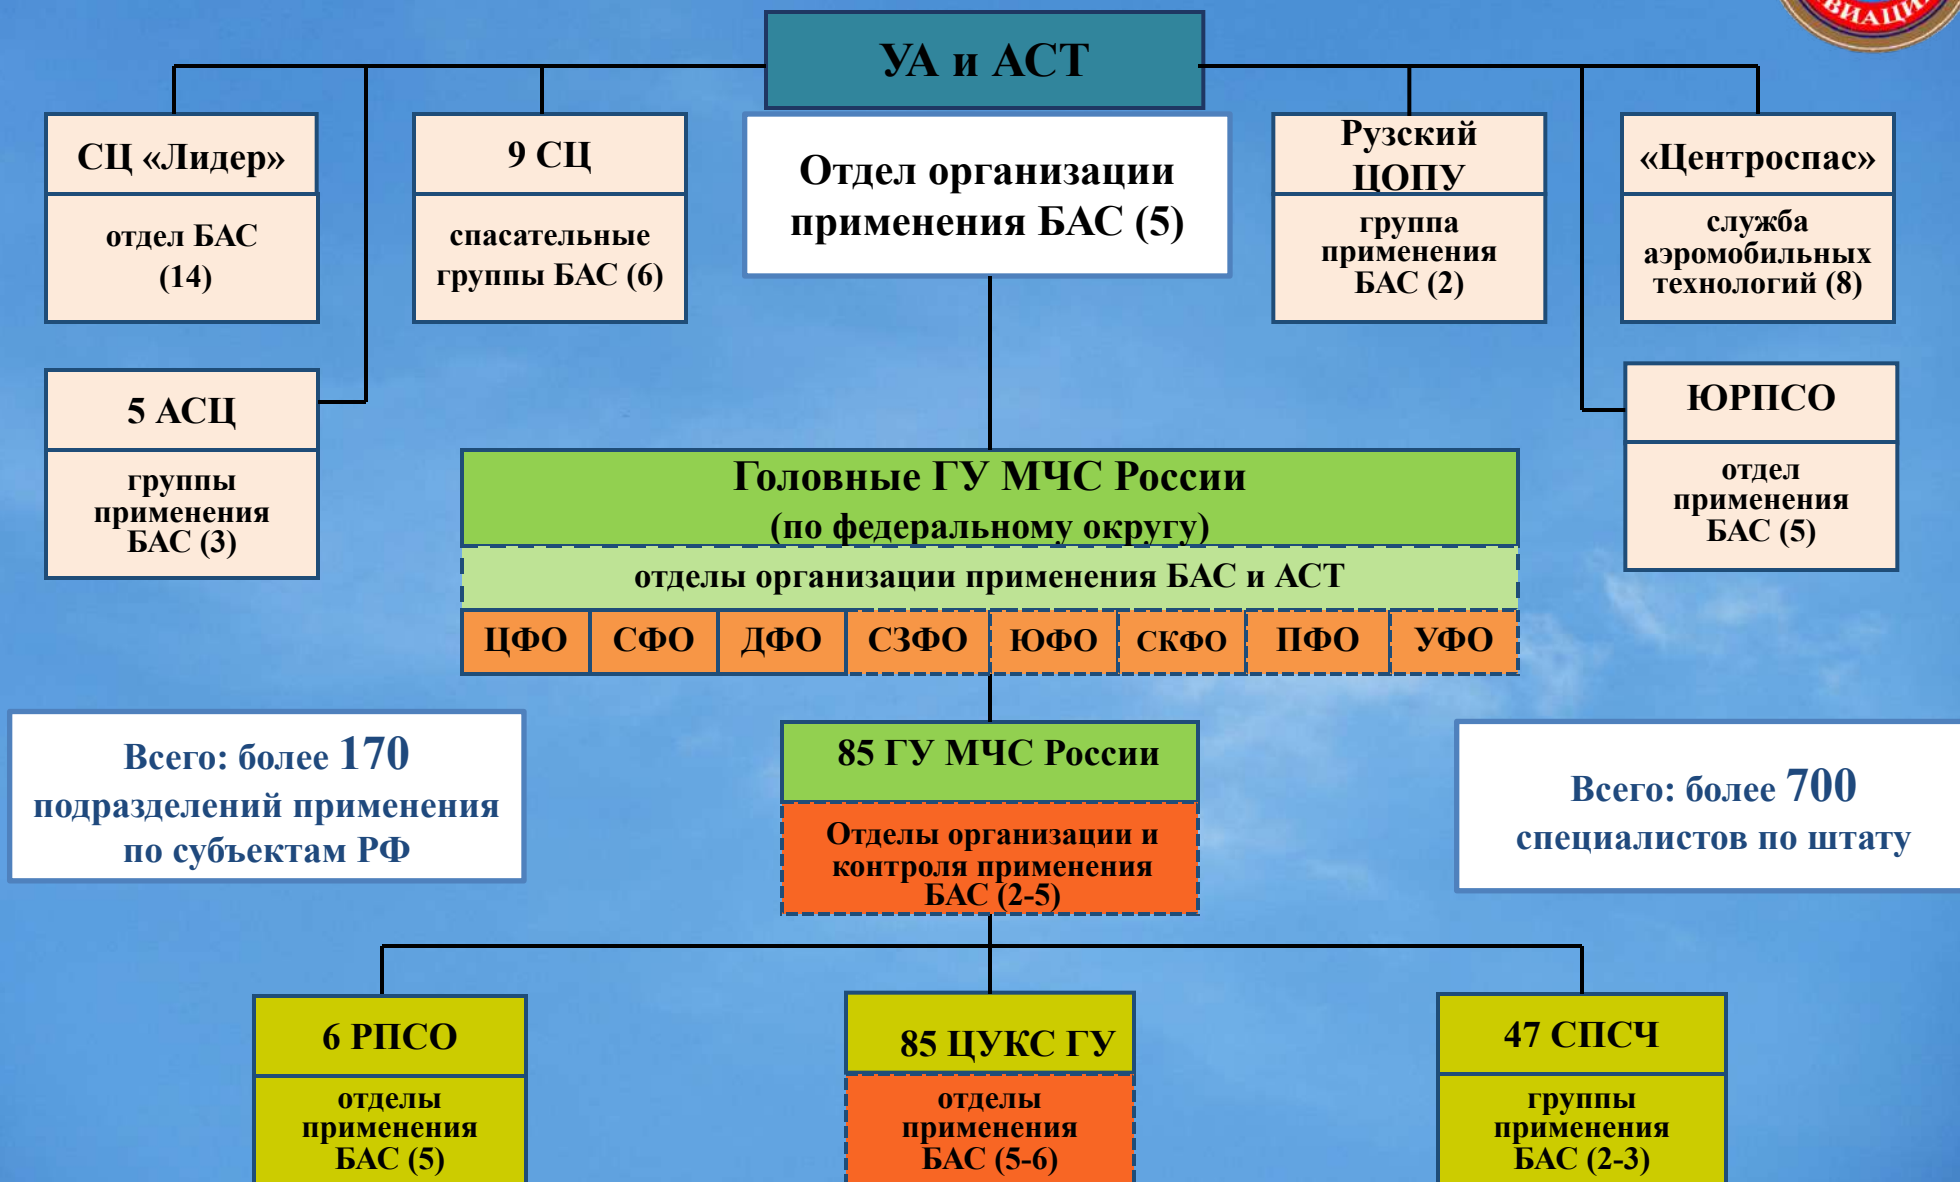 ВИАЦИ
УА и АСТ
СЦ «Лидер»
отдел БАС
(14)
9 СЦ
спасательные
группы БАС (6)
Отдел организации
применения БАС (5)
Рузский
ЦОПУ
группа
применения
БАС (2)
«Центроспас»
служба
аэромобильных
технологий (8)
5 АСЦ
группы
применения
БАС (3)
ЮРПСО
отдел
применения
БАС (5)
Головные ГУ МЧС России
(по федеральному округу)
отделы организации применения БАС и АСТ
ЦФО СФО ДФО СЗФО ЮФО СКФО ПФО УФО
Всего: более 170
подразделений применения
по субъектам РФ
85 ГУ МЧС России
Отделы организации и
контроля применения
БАС (2-5)
Всего: более 700
специалистов по штату
6 РПСО
отделы
применения
БАС (5)
85 ЦУКС ГУ
отделы
применения
БАС (5-6)
47 СПСЧ
группы
применения
БАС (2-3)